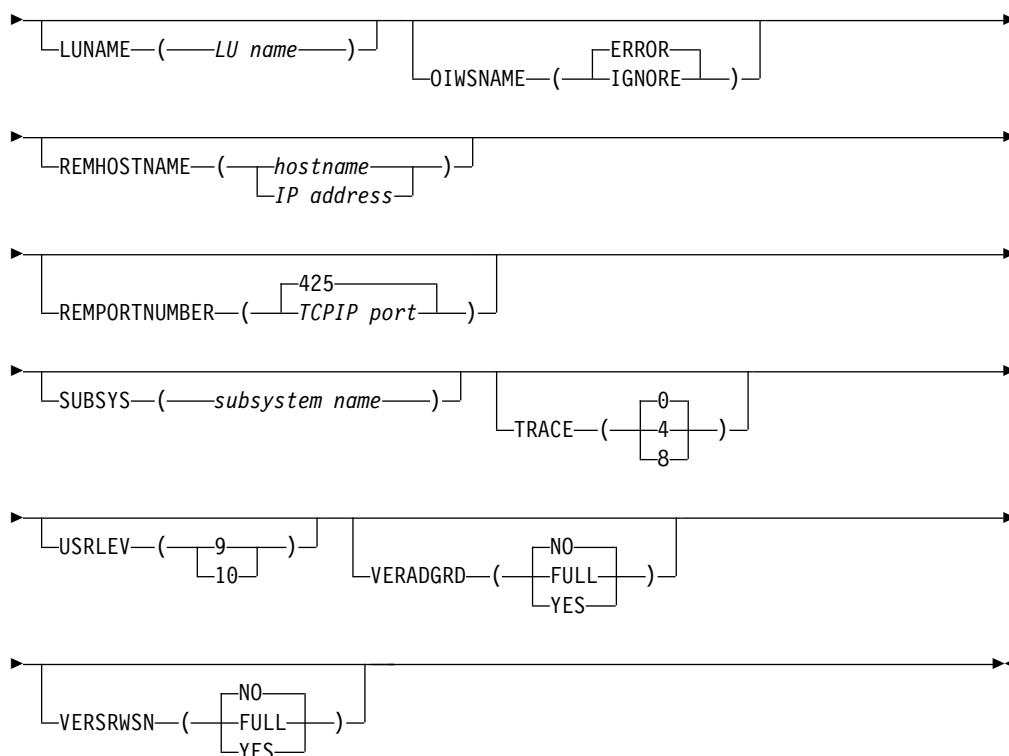 LUNAME ( LU name )
ERROR
OIWSNAME ( IGNORE )
REMHOSTNAME ( hostname )
IP address
425
REMPORTNUMBER ( TCPIP port )
SUBSYS ( subsystem name )
0
TRACE ( 4 )
8
USRLEV ( 9 )
10
NO
VERADGRD ( FULL )
YES
NO
VERSRWSN ( FULL )
YES